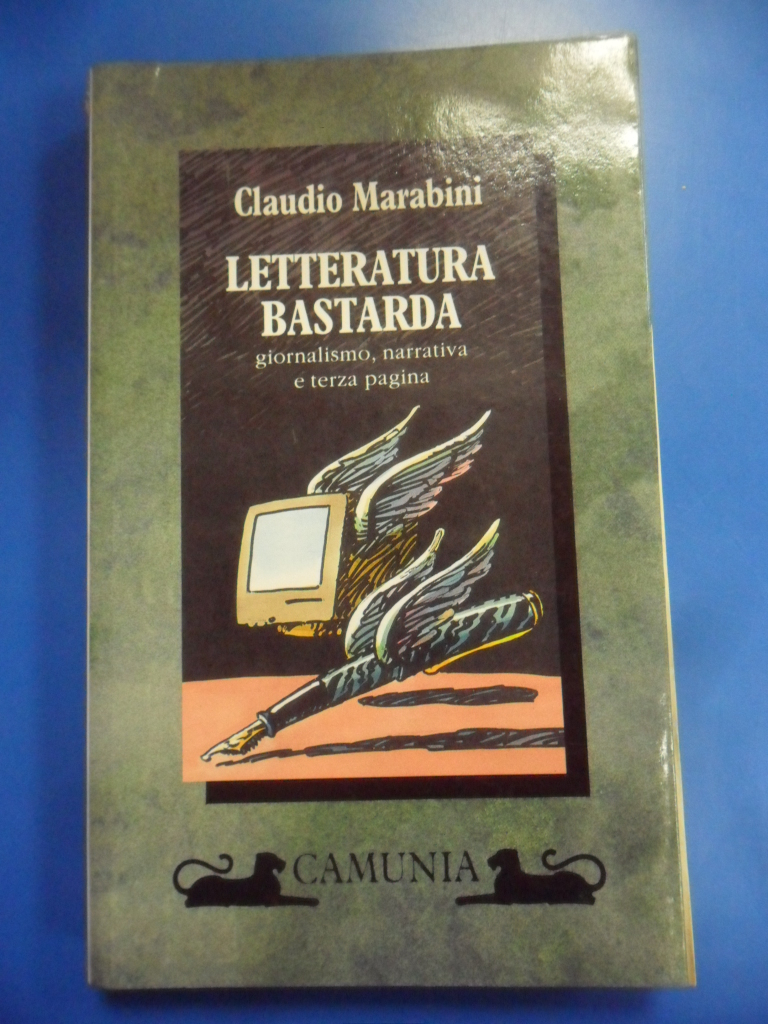 Claudio Marabini
LETTERATURA
BASTARDA
giornalismo, narrativa
e terza pagina
CAMUNIA